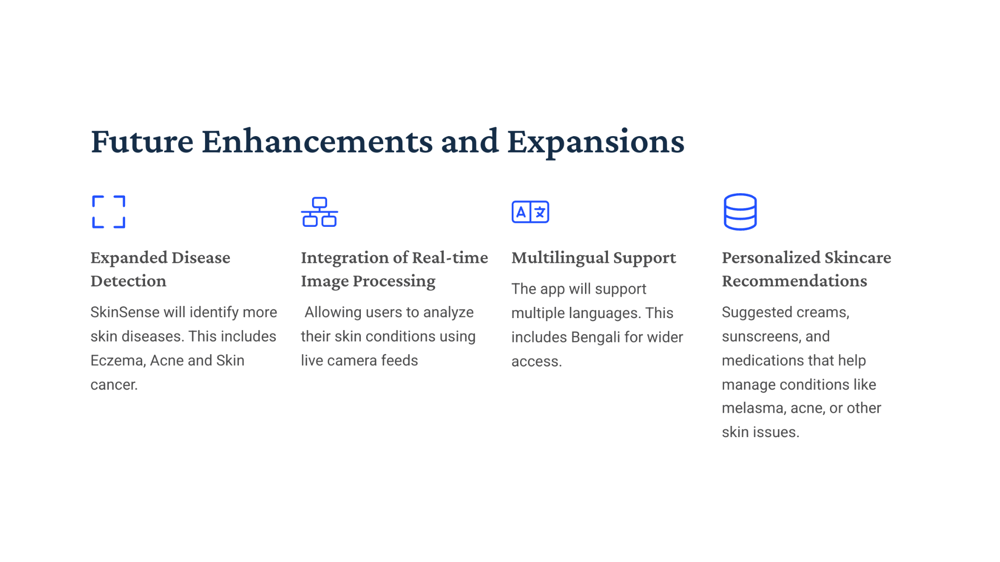 Future Enhancements and Expansions
A 文
Expanded Disease
Detection
SkinSense will identify more
skin diseases. This includes
Eczema, Acne and Skin
cancer.
Integration of Real-time
Image Processing
Allowing users to analyze
their skin conditions using
live camera feeds
Multilingual Support
The app will support
multiple languages. This
includes Bengali for wider
access.
Personalized Skincare
Recommendations
Suggested creams,
sunscreens, and
medications that help
manage conditions like
melasma, acne, or other
skin issues.